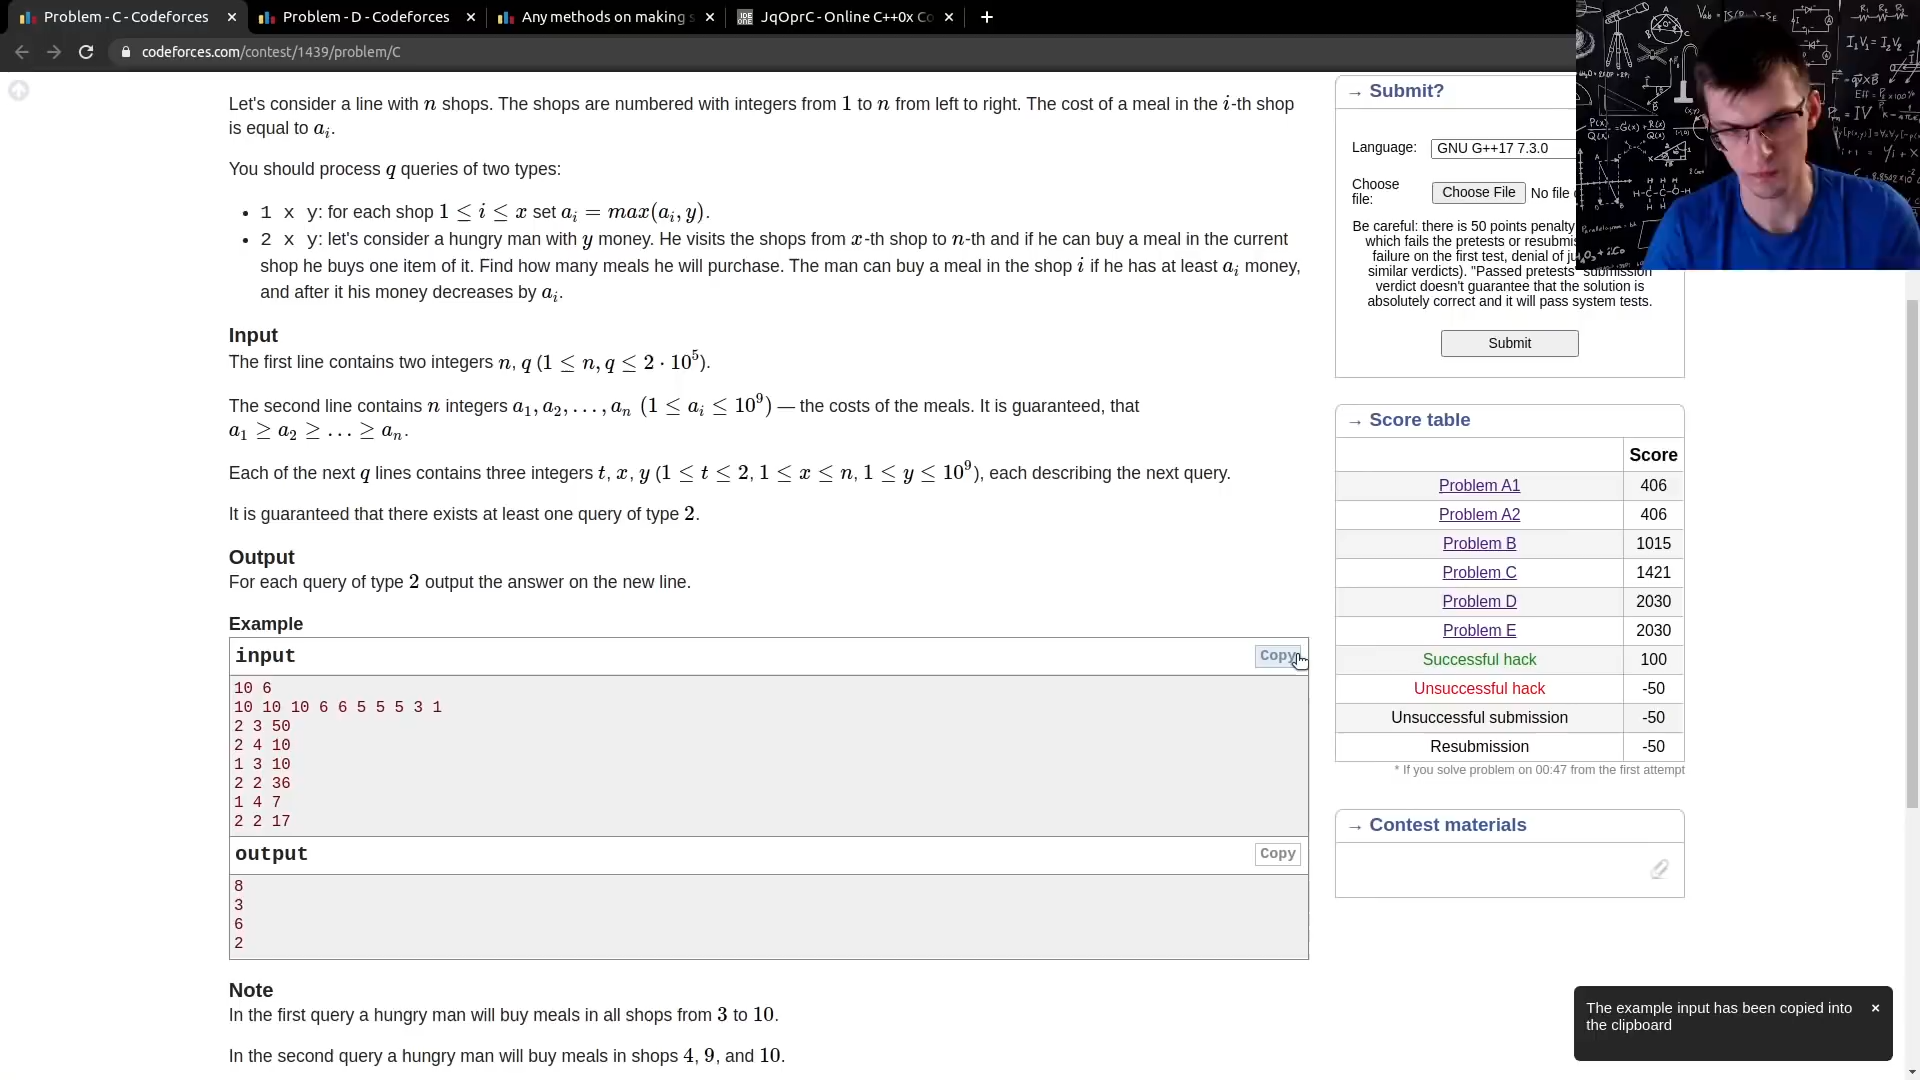 Problem - C - Codeforces
Problem - D - Codeforces
Any methods on making s
JqOprC - Online C++0x Co
codeforces.com/contest/1439/problem/C
Let's consider a line with n shops. The shops are numbered with integers from 1 to n from left to right. The cost of a meal in the i-th shop
is equal to aᵢ.
You should process q queries of two types:
• 1 x y: for each shop 1 ≤ i ≤ x set aᵢ = max(aᵢ, y).
• 2 x y: let's consider a hungry man with y money. He visits the shops from x-th shop to n-th and if he can buy a meal in the current
shop he buys one item of it. Find how many meals he will purchase. The man can buy a meal in the shop i if he has at least aᵢ money,
and after it his money decreases by aᵢ.
Input
The first line contains two integers n, q (1 ≤ n, q ≤ 2 · 10⁵).
The second line contains n integers a₁, a₂, …, aₙ (1 ≤ aᵢ ≤ 10⁹) — the costs of the meals. It is guaranteed, that
a₁ ≥ a₂ ≥ … ≥ aₙ.
Each of the next q lines contains three integers t, x, y (1 ≤ t ≤ 2, 1 ≤ x ≤ n, 1 ≤ y ≤ 10⁹), each describing the next query.
It is guaranteed that there exists at least one query of type 2.
Output
For each query of type 2 output the answer on the new line.
Example
input
Copy
10 6
10 10 10 6 6 5 5 5 3 1
2 3 50
2 4 10
1 3 10
2 2 36
1 4 7
2 2 17
output
Copy
8
3
6
2
Note
In the first query a hungry man will buy meals in all shops from 3 to 10.
In the second query a hungry man will buy meals in shops 4, 9, and 10.
→ Submit?
Language: GNU G++17 7.3.0
Choose
file:
Choose File No file
Be careful: there is 50 points penalty
which fails the pretests or resubmis
failure on the first test, denial of ju
similar verdicts). "Passed pretests" submission
verdict doesn't guarantee that the solution is
absolutely correct and it will pass system tests.
Submit
→ Score table
Score
Problem A1 406
Problem A2 406
Problem B 1015
Problem C 1421
Problem D 2030
Problem E 2030
Successful hack 100
Unsuccessful hack -50
Unsuccessful submission -50
Resubmission -50
* If you solve problem on 00:47 from the first attempt
→ Contest materials
The example input has been copied into
the clipboard